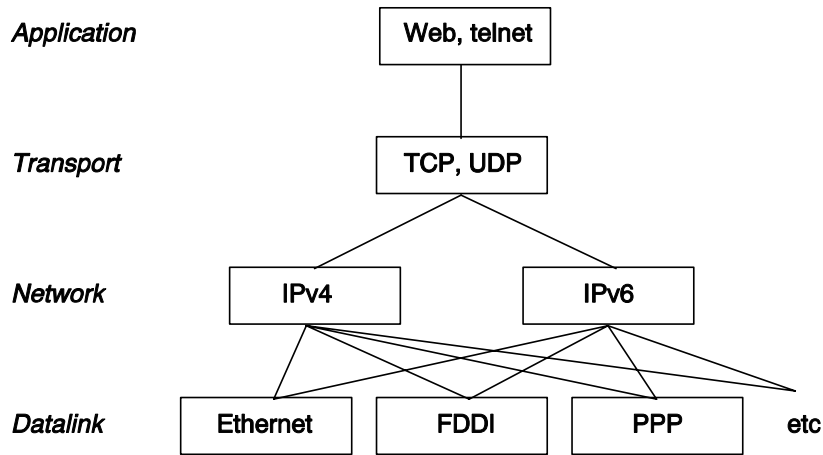 Application Web, telnet
Transport TCP, UDP
Network IPv4 IPv6
Datalink Ethernet FDDI PPP etc